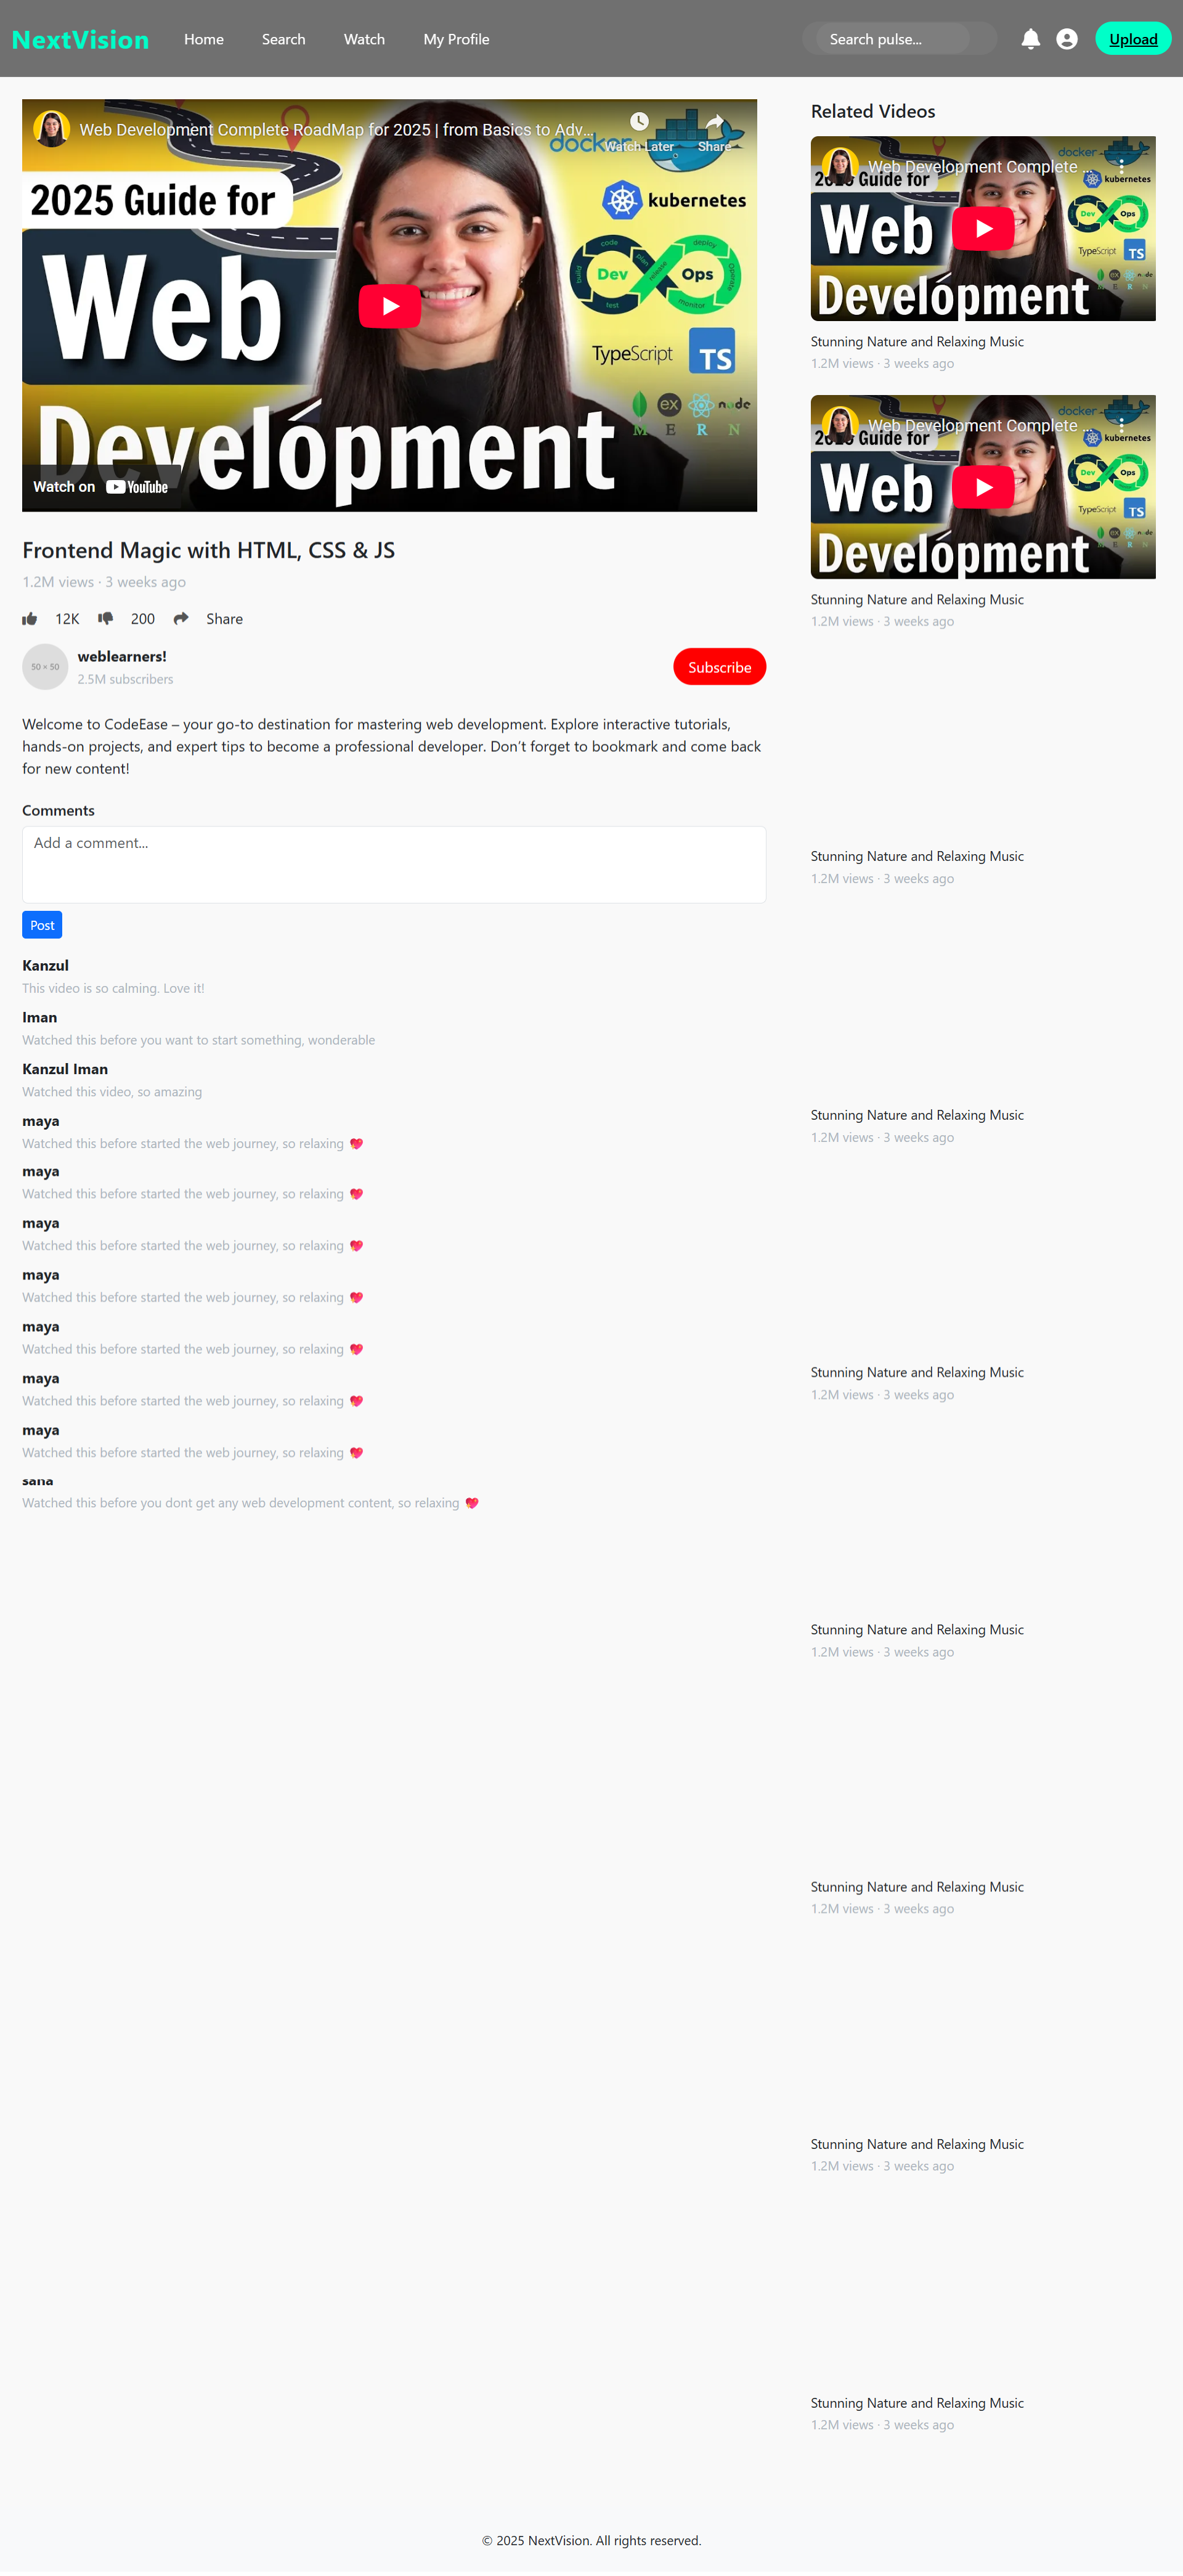 NextVision
Home
Search
Watch
My Profile
Search pulse...
Upload
Web Development Complete RoadMap for 2025 | from Basics to Adv...
Watch Later
Share
docker
2025 Guide for
kubernetes
Web
code
deploy
plan
release
Dev
Ops
build
operate
test
monitor
TypeScript
TS
Development
ex
node
M E R N
Watch on YouTube
Frontend Magic with HTML, CSS & JS
1.2M views · 3 weeks ago
12K
200
Share
50 × 50
weblearners!
2.5M subscribers
Subscribe
Welcome to CodeEase – your go-to destination for mastering web development. Explore interactive tutorials,
hands-on projects, and expert tips to become a professional developer. Don’t forget to bookmark and come back
for new content!
Comments
Add a comment...
Post
Kanzul
This video is so calming. Love it!
Iman
Watched this before you want to start something, wonderable
Kanzul Iman
Watched this video, so amazing
maya
Watched this before started the web journey, so relaxing 💖
maya
Watched this before started the web journey, so relaxing 💖
maya
Watched this before started the web journey, so relaxing 💖
maya
Watched this before started the web journey, so relaxing 💖
maya
Watched this before started the web journey, so relaxing 💖
maya
Watched this before started the web journey, so relaxing 💖
maya
Watched this before started the web journey, so relaxing 💖
sana
Watched this before you dont get any web development content, so relaxing 💖
Related Videos
docker
Web Development Complete ...
2025 Guide for
kubernetes
Web
Dev
Ops
TypeScript
TS
Development
ex
node
M E R N
Stunning Nature and Relaxing Music
1.2M views · 3 weeks ago
docker
Web Development Complete ...
2025 Guide for
kubernetes
Web
Dev
Ops
TypeScript
TS
Development
ex
node
M E R N
Stunning Nature and Relaxing Music
1.2M views · 3 weeks ago
Stunning Nature and Relaxing Music
1.2M views · 3 weeks ago
Stunning Nature and Relaxing Music
1.2M views · 3 weeks ago
Stunning Nature and Relaxing Music
1.2M views · 3 weeks ago
Stunning Nature and Relaxing Music
1.2M views · 3 weeks ago
Stunning Nature and Relaxing Music
1.2M views · 3 weeks ago
Stunning Nature and Relaxing Music
1.2M views · 3 weeks ago
Stunning Nature and Relaxing Music
1.2M views · 3 weeks ago
© 2025 NextVision. All rights reserved.